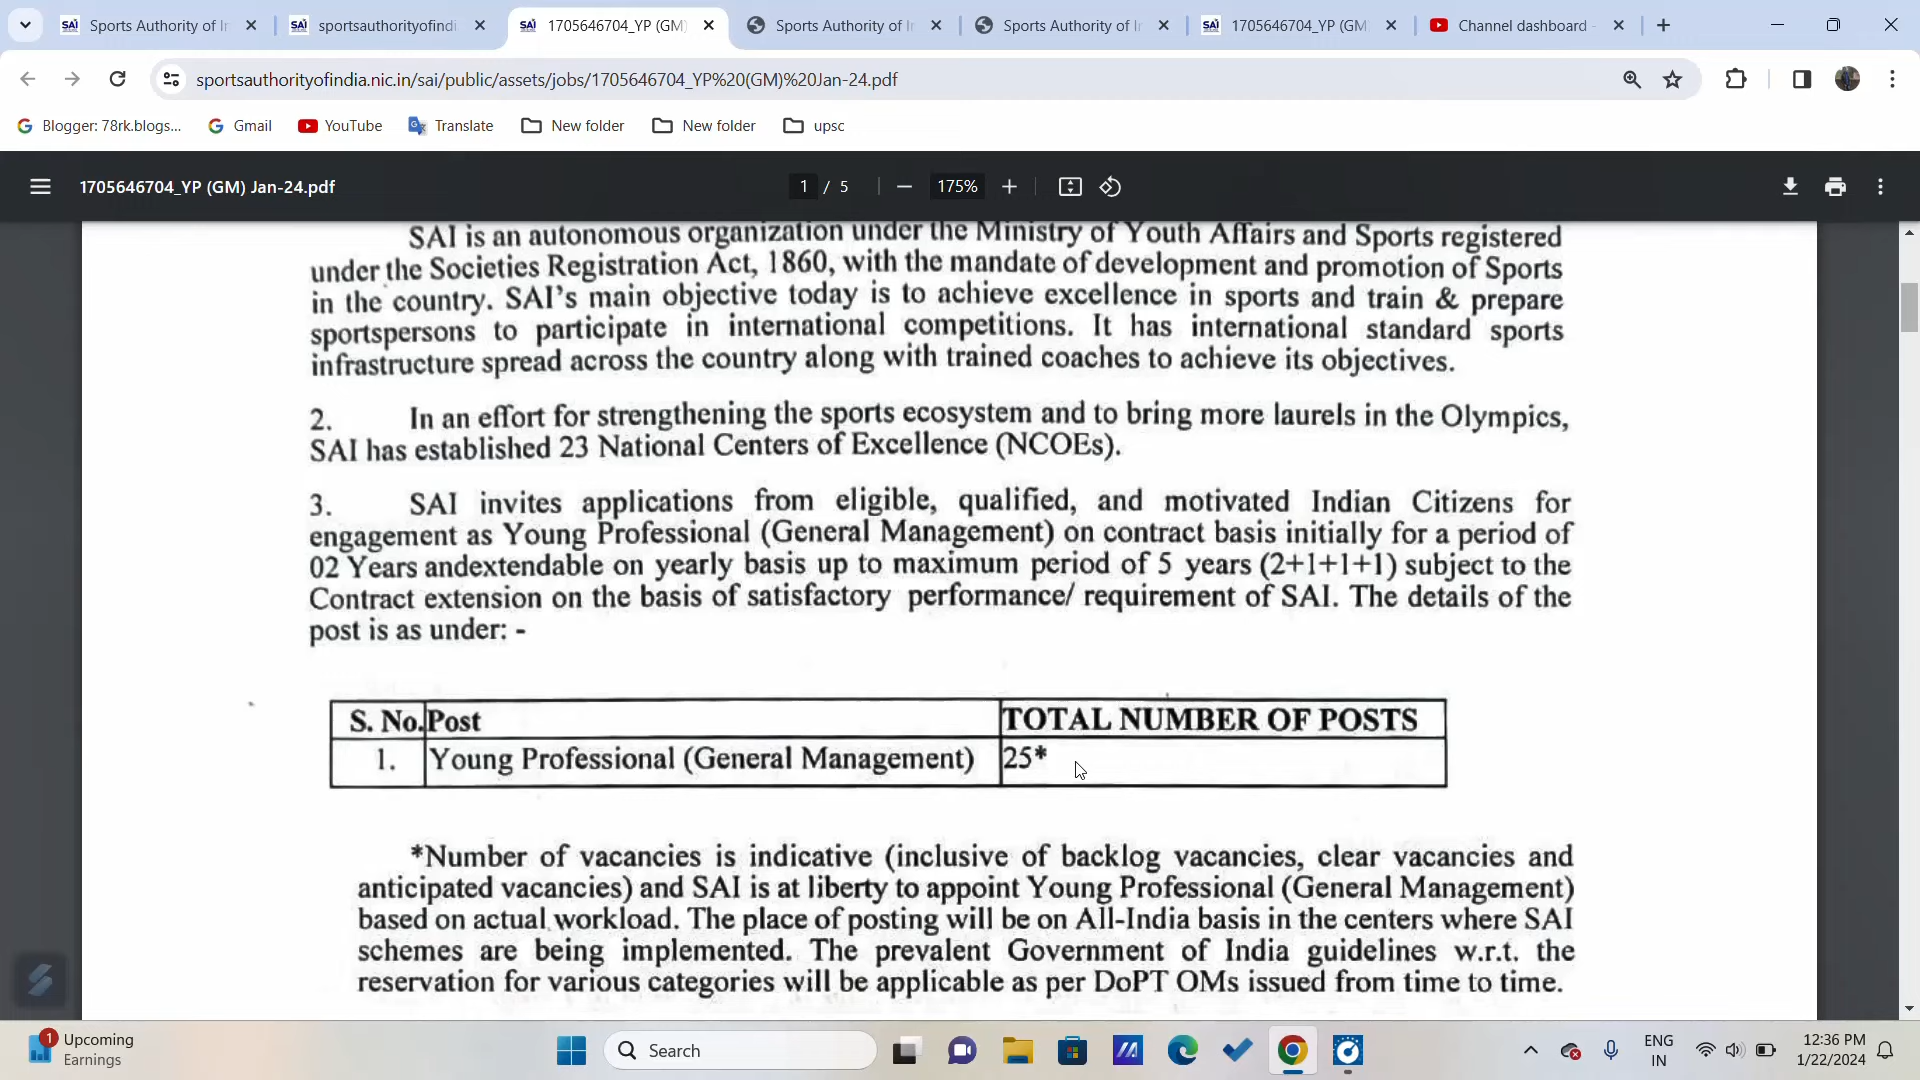 Sports Authority of In
sportsauthorityofindi
1705646704_YP (GM)
Sports Authority of In
Sports Authority of In
1705646704_YP (GM
Channel dashboard -
sportsauthorityofindia.nic.in/sai/public/assets/jobs/1705646704_YP%20(GM)%20Jan-24.pdf
Blogger: 78rk.blogs...
Gmail
YouTube
Translate
New folder
New folder
upsc
1705646704_YP (GM) Jan-24.pdf
1 / 5
175%
SAI is an autonomous organization under the Ministry of Youth Affairs and Sports registered
under the Societies Registration Act, 1860, with the mandate of development and promotion of Sports
in the country. SAI's main objective today is to achieve excellence in sports and train & prepare
sportspersons to participate in international competitions. It has international standard sports
infrastructure spread across the country along with trained coaches to achieve its objectives.
2. In an effort for strengthening the sports ecosystem and to bring more laurels in the Olympics,
SAI has established 23 National Centers of Excellence (NCOEs).
3. SAI invites applications from eligible, qualified, and motivated Indian Citizens for
engagement as Young Professional (General Management) on contract basis initially for a period of
02 Years andextendable on yearly basis up to maximum period of 5 years (2+1+1+1) subject to the
Contract extension on the basis of satisfactory performance/ requirement of SAI. The details of the
post is as under: -
S. No. Post TOTAL NUMBER OF POSTS
1. Young Professional (General Management) 25*
*Number of vacancies is indicative (inclusive of backlog vacancies, clear vacancies and
anticipated vacancies) and SAI is at liberty to appoint Young Professional (General Management)
based on actual workload. The place of posting will be on All-India basis in the centers where SAI
schemes are being implemented. The prevalent Government of India guidelines w.r.t. the
reservation for various categories will be applicable as per DoPT OMs issued from time to time.
1
Upcoming
Earnings
Search
ENG
IN
12:36 PM
1/22/2024